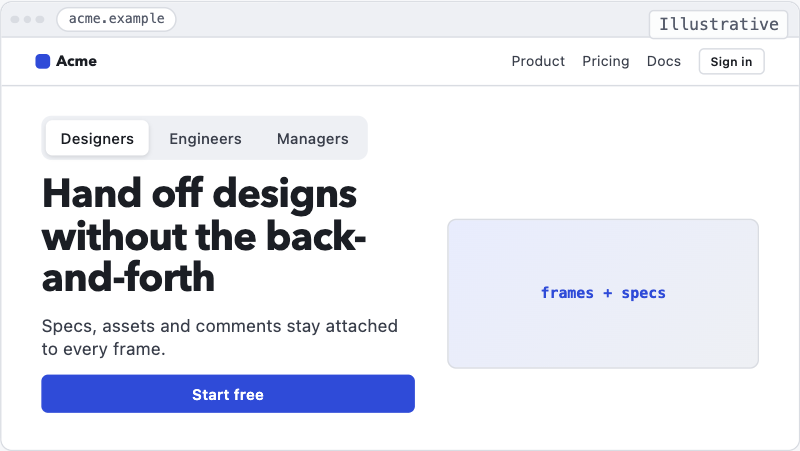 acme.example
Illustrative
Acme
Product Pricing Docs Sign in
Designers Engineers Managers
Hand off designs
without the back-
and-forth
Specs, assets and comments stay attached
to every frame.
frames + specs
Start free